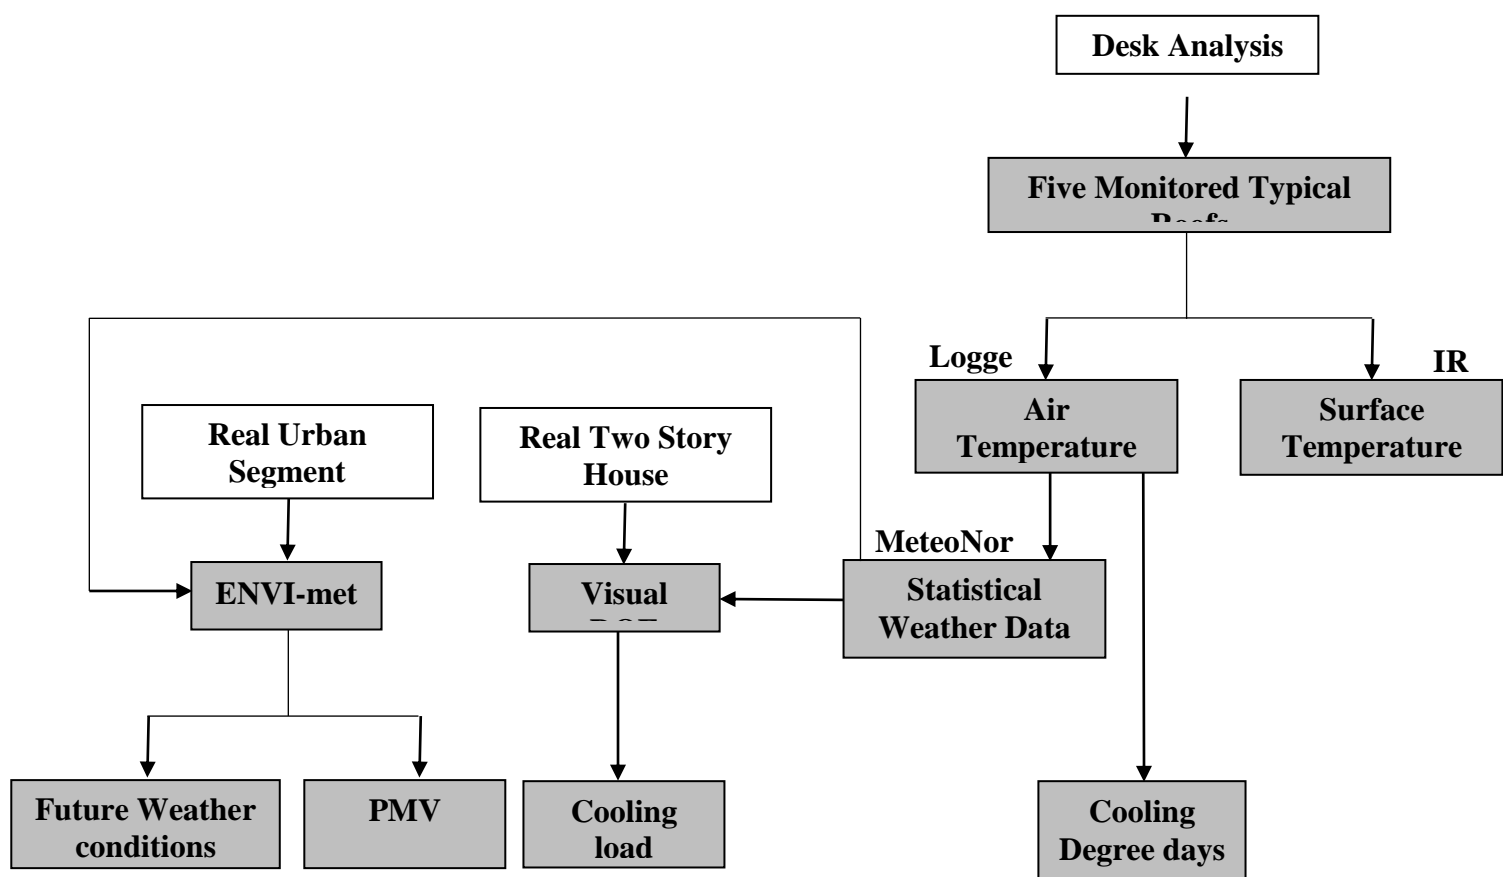 Desk Analysis
Five Monitored Typical
Logge
IR
Air
Temperature
Surface
Temperature
Real Urban
Segment
Real Two Story
House
MeteoNor
ENVI-met
Visual
Statistical
Weather Data
Future Weather
conditions
PMV
Cooling
load
Cooling
Degree days